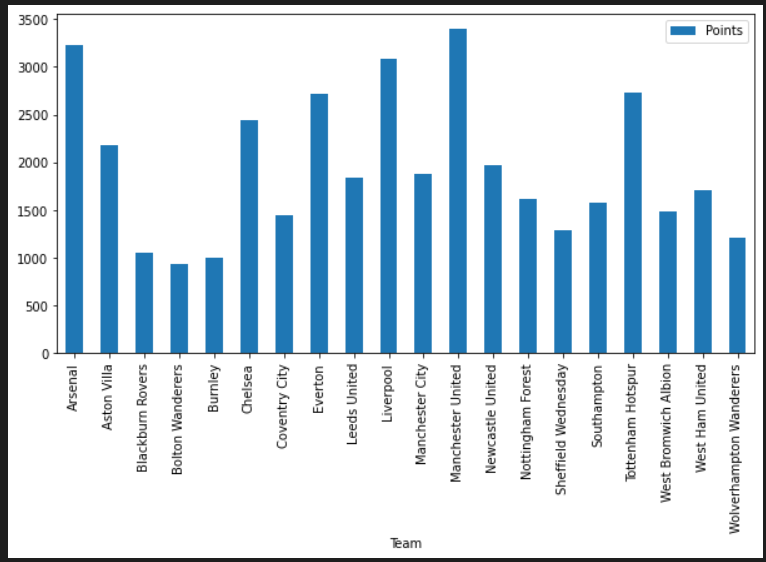 3500
3000
2500
2000
1500
1000
500
0
Points
Arsenal
Aston Villa
Blackburn Rovers
Bolton Wanderers
Burnley
Chelsea
Coventry City
Everton
Leeds United
Liverpool
Manchester City
Manchester United
Newcastle United
Nottingham Forest
Sheffield Wednesday
Southampton
Tottenham Hotspur
West Bromwich Albion
West Ham United
Wolverhampton Wanderers
Team